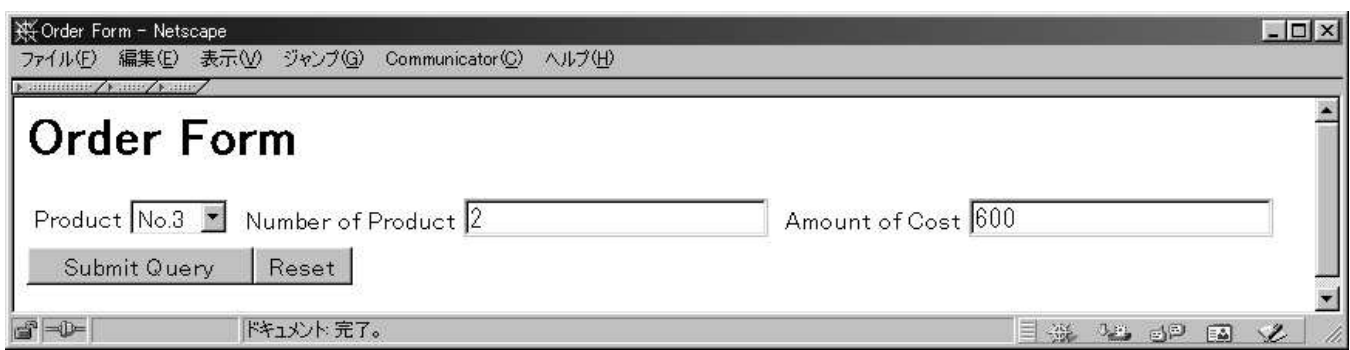 Order Form - Netscape
ファイル(F) 編集(E) 表示(V) ジャンプ(G) Communicator(C) ヘルプ(H)
Order Form
Product No.3 Number of Product 2 Amount of Cost 600
Submit Query Reset
ドキュメント: 完了。